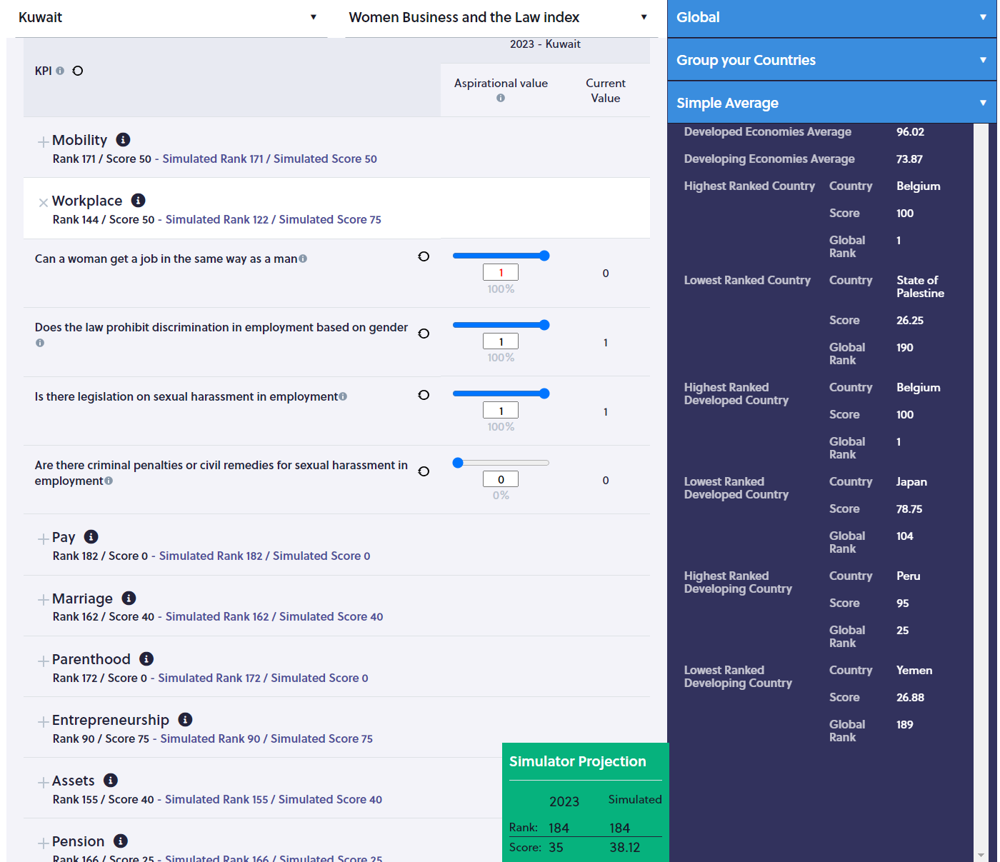 Kuwait
Women Business and the Law index
2023 - Kuwait
KPI
Aspirational value
Current
Value
Mobility
Rank 171 / Score 50 - Simulated Rank 171 / Simulated Score 50
Workplace
Rank 144 / Score 50 - Simulated Rank 122 / Simulated Score 75
Can a woman get a job in the same way as a man
1
100%
0
Does the law prohibit discrimination in employment based on gender
1
100%
1
Is there legislation on sexual harassment in employment
1
100%
1
Are there criminal penalties or civil remedies for sexual harassment in
employment
0
0%
0
Pay
Rank 182 / Score 0 - Simulated Rank 182 / Simulated Score 0
Marriage
Rank 162 / Score 40 - Simulated Rank 162 / Simulated Score 40
Parenthood
Rank 172 / Score 0 - Simulated Rank 172 / Simulated Score 0
Entrepreneurship
Rank 90 / Score 75 - Simulated Rank 90 / Simulated Score 75
Assets
Rank 155 / Score 40 - Simulated Rank 155 / Simulated Score 40
Pension
Rank 166 / Score 25 - Simulated Rank 166 / Simulated Score 25
Simulator Projection
2023 Simulated
Rank: 184 184
Score: 35 38.12
Global
Group your Countries
Simple Average
Developed Economies Average 96.02
Developing Economies Average 73.87
Highest Ranked Country Country Belgium
Score 100
Global
Rank
1
Lowest Ranked Country Country State of
Palestine
Score 26.25
Global
Rank
190
Highest Ranked
Developed Country
Country Belgium
Score 100
Global
Rank
1
Lowest Ranked
Developed Country
Country Japan
Score 78.75
Global
Rank
104
Highest Ranked
Developing Country
Country Peru
Score 95
Global
Rank
25
Lowest Ranked
Developing Country
Country Yemen
Score 26.88
Global
Rank
189